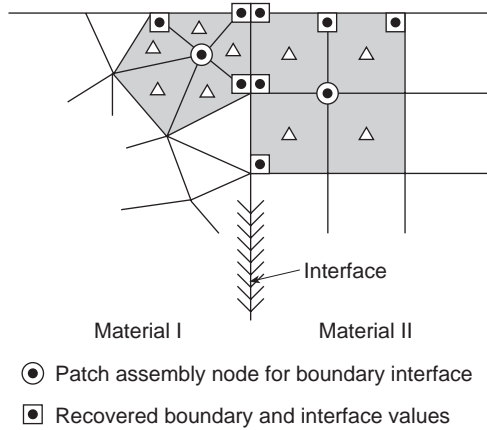 Interface
Material I
Material II
Patch assembly node for boundary interface
Recovered boundary and interface values